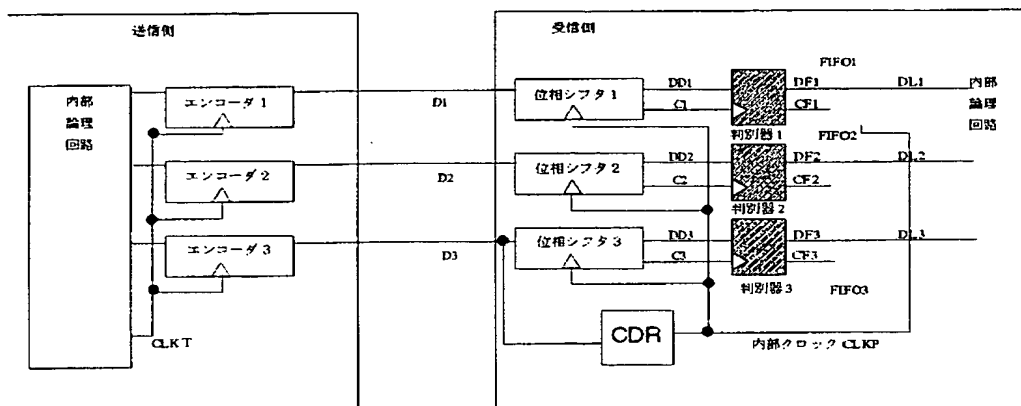 送信側
受信側
内部
論理
回路
エンコーダ 1
エンコーダ 2
エンコーダ 3
CLKT
D1
D2
D3
位相シフタ 1
位相シフタ 2
位相シフタ 3
DD1
C1
DD2
C2
DD3
C3
判別器 1
判別器 2
判別器 3
FIFO1
FIFO2
FIFO3
DF1
CF1
DF2
CF2
DF3
CF3
DL1
DL2
DL3
内部
論理
回路
CDR
内部クロック CLKP